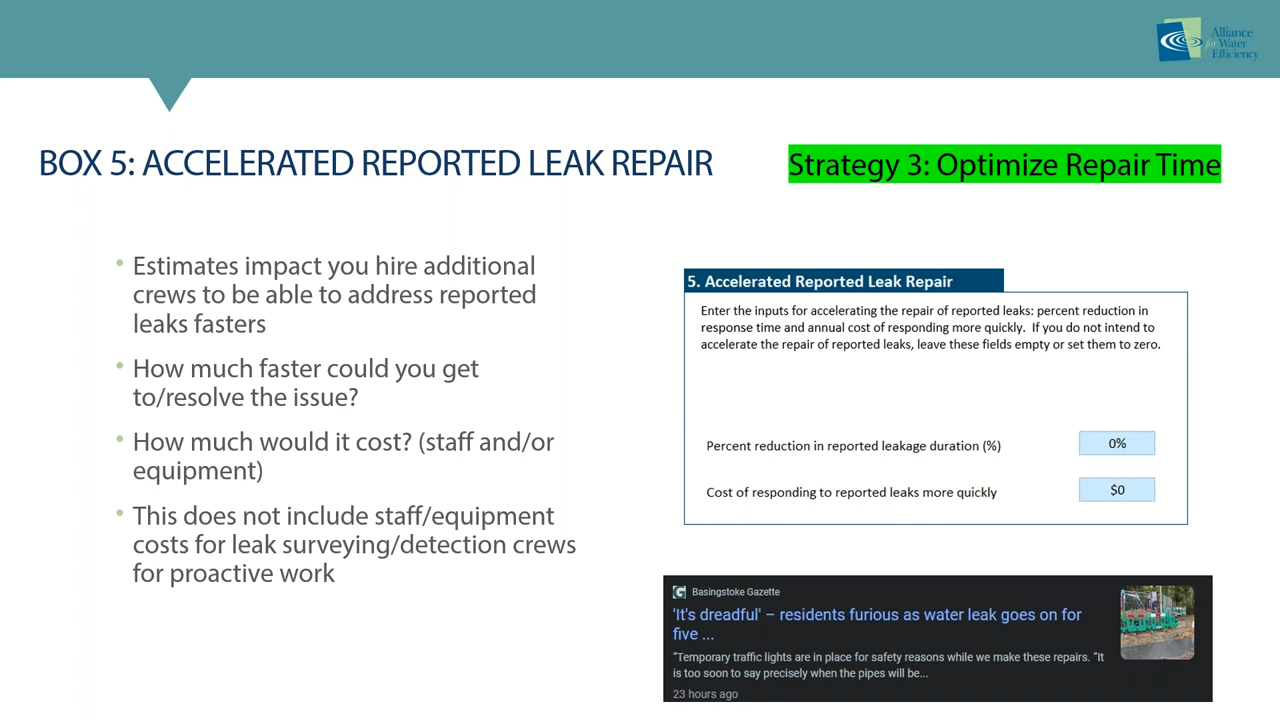 Alliance
for Water
Efficiency
BOX 5: ACCELERATED REPORTED LEAK REPAIR
Strategy 3: Optimize Repair Time
• Estimates impact you hire additional
crews to be able to address reported
leaks fasters
• How much faster could you get
to/resolve the issue?
• How much would it cost? (staff and/or
equipment)
• This does not include staff/equipment
costs for leak surveying/detection crews
for proactive work
5. Accelerated Reported Leak Repair
Enter the inputs for accelerating the repair of reported leaks: percent reduction in
response time and annual cost of responding more quickly. If you do not intend to
accelerate the repair of reported leaks, leave these fields empty or set them to zero.
Percent reduction in reported leakage duration (%)
0%
Cost of responding to reported leaks more quickly
$0
G Basingstoke Gazette
'It's dreadful' – residents furious as water leak goes on for
five ...
“Temporary traffic lights are in place for safety reasons while we make these repairs. “It
is too soon to say precisely when the pipes will be...
23 hours ago